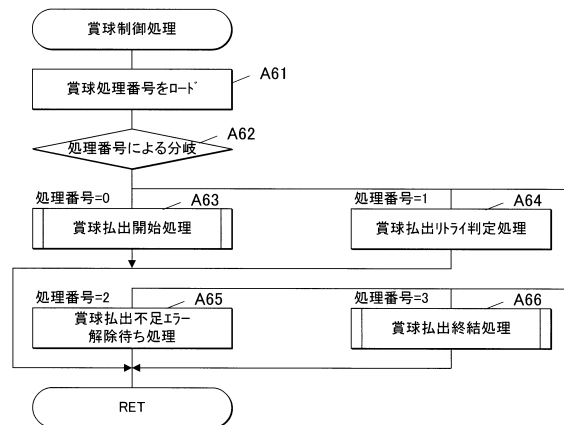 賞球制御処理
A61
賞球処理番号をロード
A62
処理番号による分岐
処理番号=0
A63
賞球払出開始処理
処理番号=1
A64
賞球払出リトライ判定処理
処理番号=2
A65
賞球払出不足エラー
解除待ち処理
処理番号=3
A66
賞球払出終結処理
RET